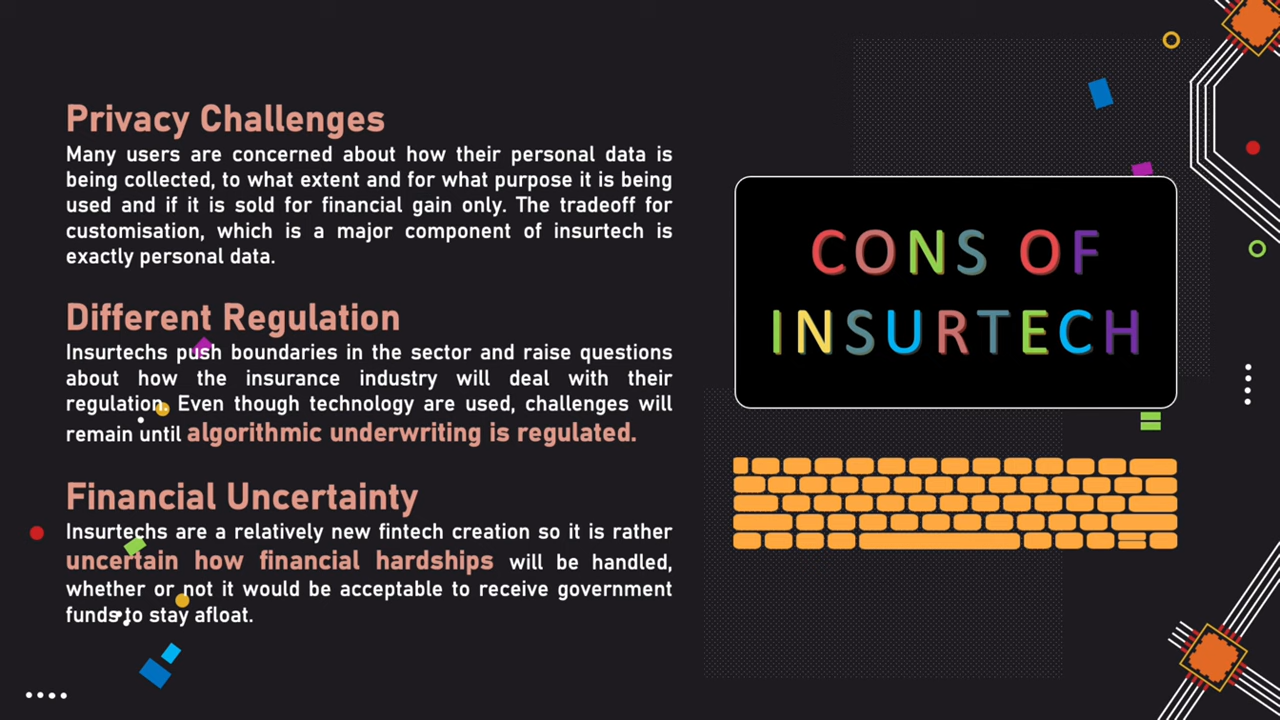 Privacy Challenges
Many users are concerned about how their personal data is
being collected, to what extent and for what purpose it is being
used and if it is sold for financial gain only. The tradeoff for
customisation, which is a major component of insurtech is
exactly personal data.
Different Regulation
Insurtechs push boundaries in the sector and raise questions
about how the insurance industry will deal with their
regulation. Even though technology are used, challenges will
remain until algorithmic underwriting is regulated.
Financial Uncertainty
Insurtechs are a relatively new fintech creation so it is rather
uncertain how financial hardships will be handled,
whether or not it would be acceptable to receive government
funds to stay afloat.
CONS OF
INSURTECH